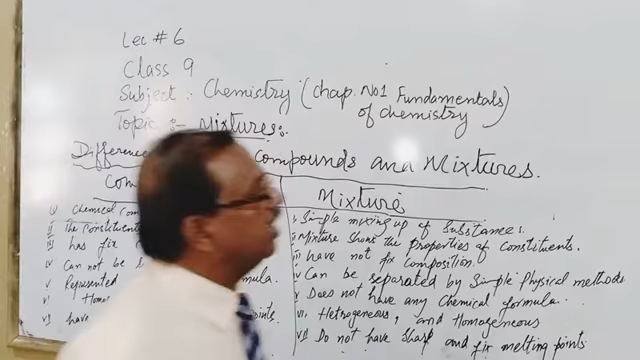 Lec # 6
Class 9
Subject :- Chemistry (Chap. No1 Fundamentals
of chemistry)
Topic :- Mixtures:.
Difference Compounds and Mixtures.
Com
i) Chemical com
ii The Constituents
iii has fix
iv Can not be
v Represented mula.
vi Homo
vii have points
Mixture
i Simple mixing up of Substances.
ii Mixture shows the properties of Constituents.
iii have not fix composition.
iv Can be separated by Simple Physical methods
v Does not have any Chemical formula.
vi. Hetrogeneous, and Homogeneous
vii Do not have Sharp and fix melting points